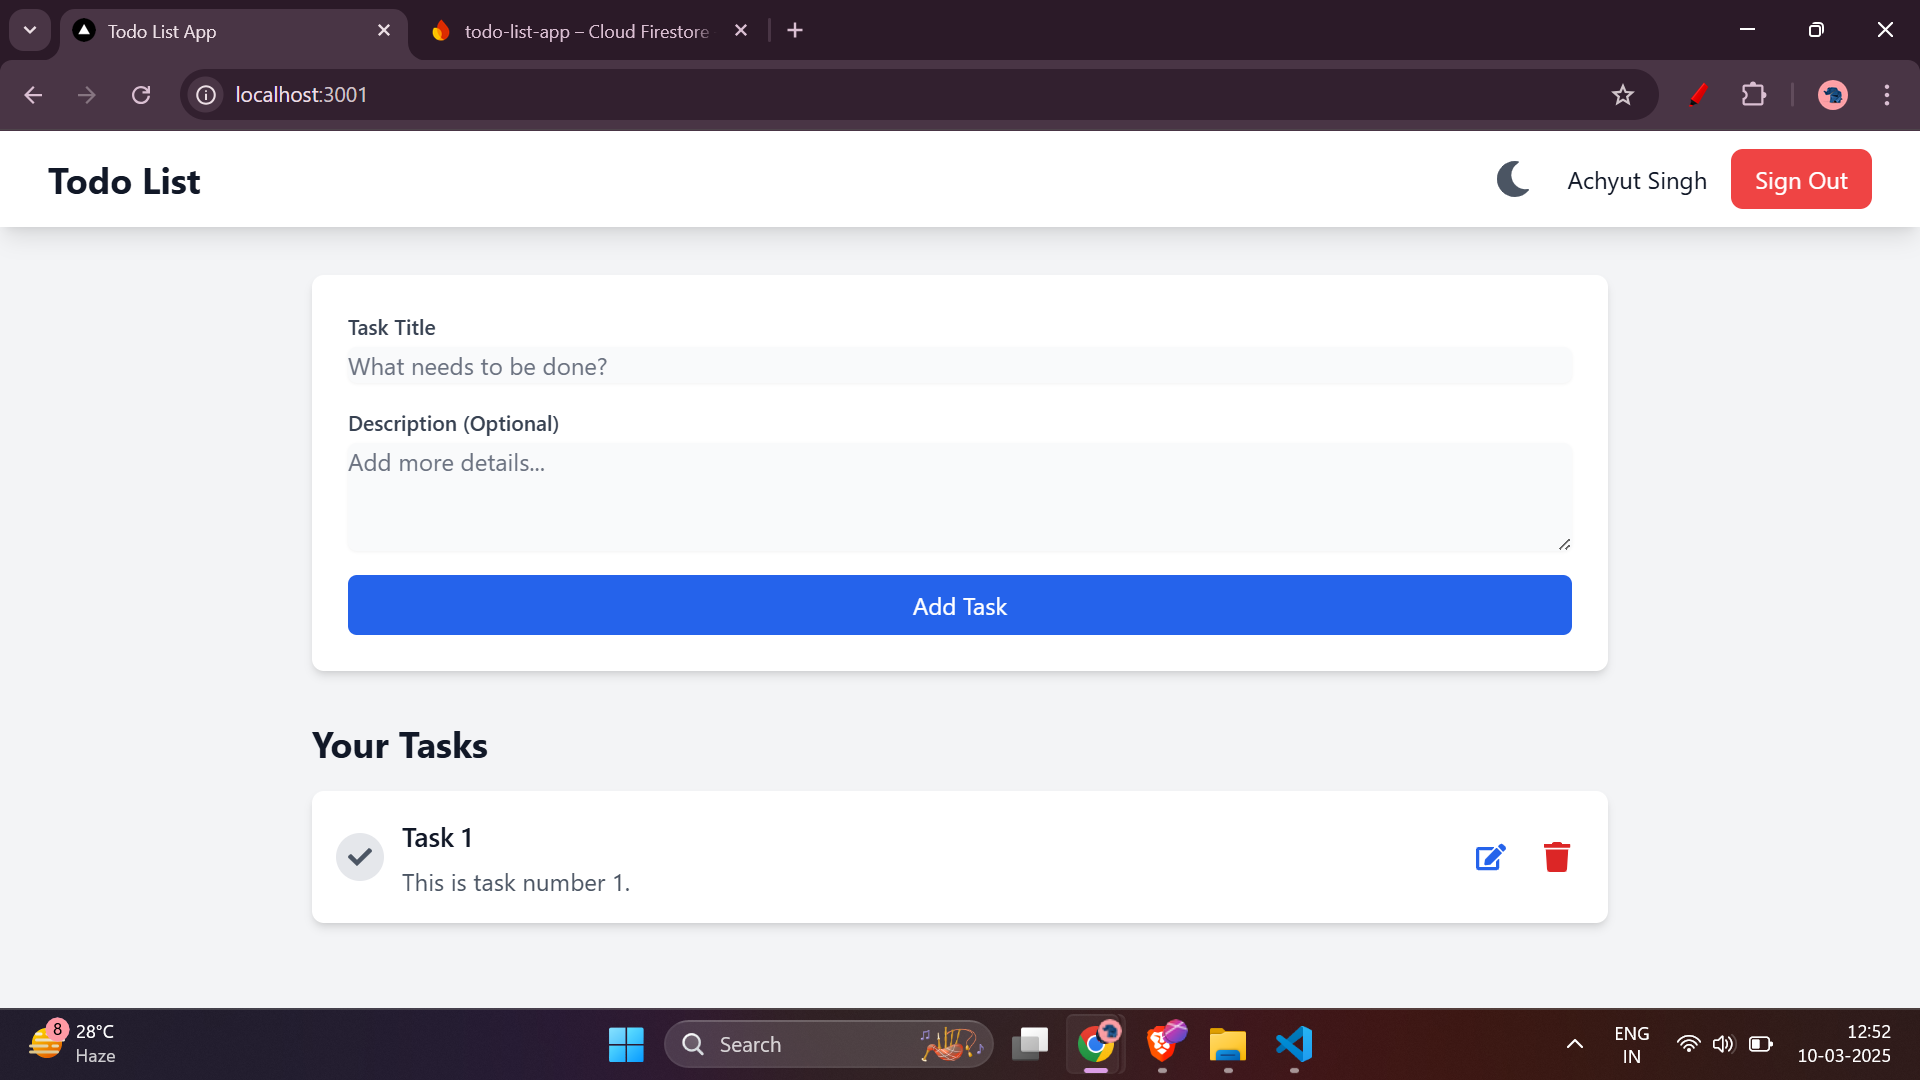 Todo List App
todo-list-app – Cloud Firestore
localhost:3001
Todo List
Achyut Singh
Sign Out
Task Title
What needs to be done?
Description (Optional)
Add more details...
Add Task
Your Tasks
Task 1
This is task number 1.
8
28°C
Haze
Search
ENG
IN
12:52
10-03-2025